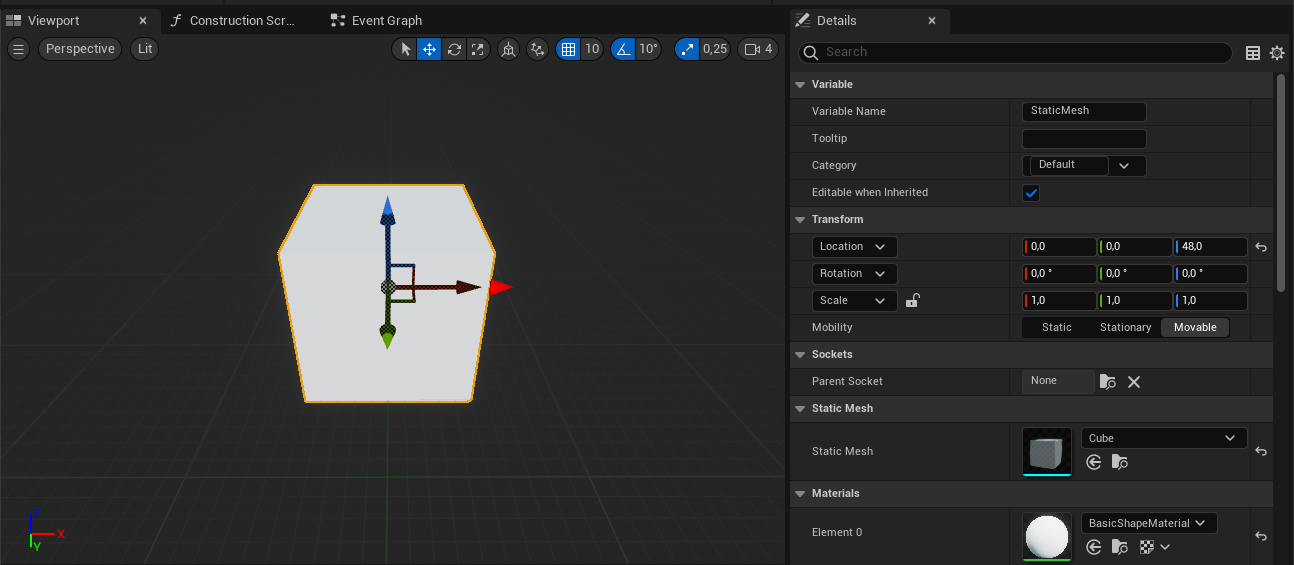 Viewport
Construction Scr...
Event Graph
Perspective
Lit
10
10°
0,25
4
Z
X
Y
Details
Search
Variable
Variable Name
StaticMesh
Tooltip
Category
Default
Editable when Inherited
Transform
Location
0,0
0,0
48,0
Rotation
0,0 °
0,0 °
0,0 °
Scale
1,0
1,0
1,0
Mobility
Static
Stationary
Movable
Sockets
Parent Socket
None
Static Mesh
Static Mesh
Cube
Materials
Element 0
BasicShapeMaterial